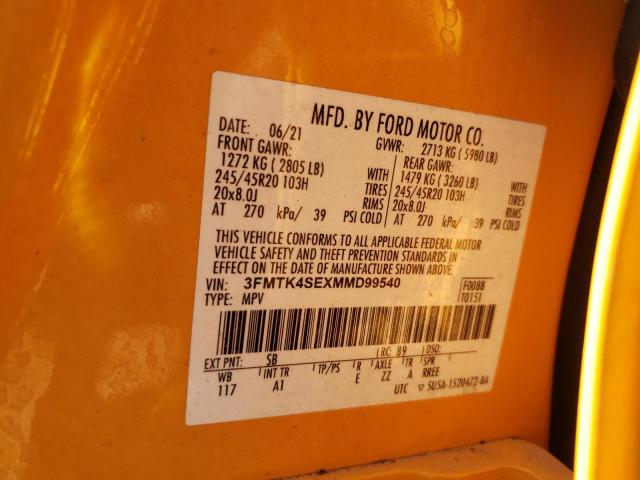 MFD. BY FORD MOTOR CO.
DATE: 06/21 GVWR: 2713 KG ( 5980 LB)
FRONT GAWR: REAR GAWR:
1272 KG ( 2805 LB) 1479 KG ( 3260 LB)
WITH WITH
245/45R20 103H TIRES 245/45R20 103H TIRES
20x8.0J RIMS 20x8.0J RIMS
AT 270 kPa/ 39 PSI COLD AT 270 kPa/ 39 PSI COLD
THIS VEHICLE CONFORMS TO ALL APPLICABLE FEDERAL MOTOR
VEHICLE SAFETY AND THEFT PREVENTION STANDARDS IN
EFFECT ON THE DATE OF MANUFACTURE SHOWN ABOVE.
VIN: 3FMTK4SEXMMD99540 F0088
TYPE: MPV T0151
EXT PNT: SB RC: 89 DSO:
WB INT TR TP/PS R AXLE TR SPR
117 A1 E ZZ A RREE
UTC ▽ 5U5A-1520472-BA